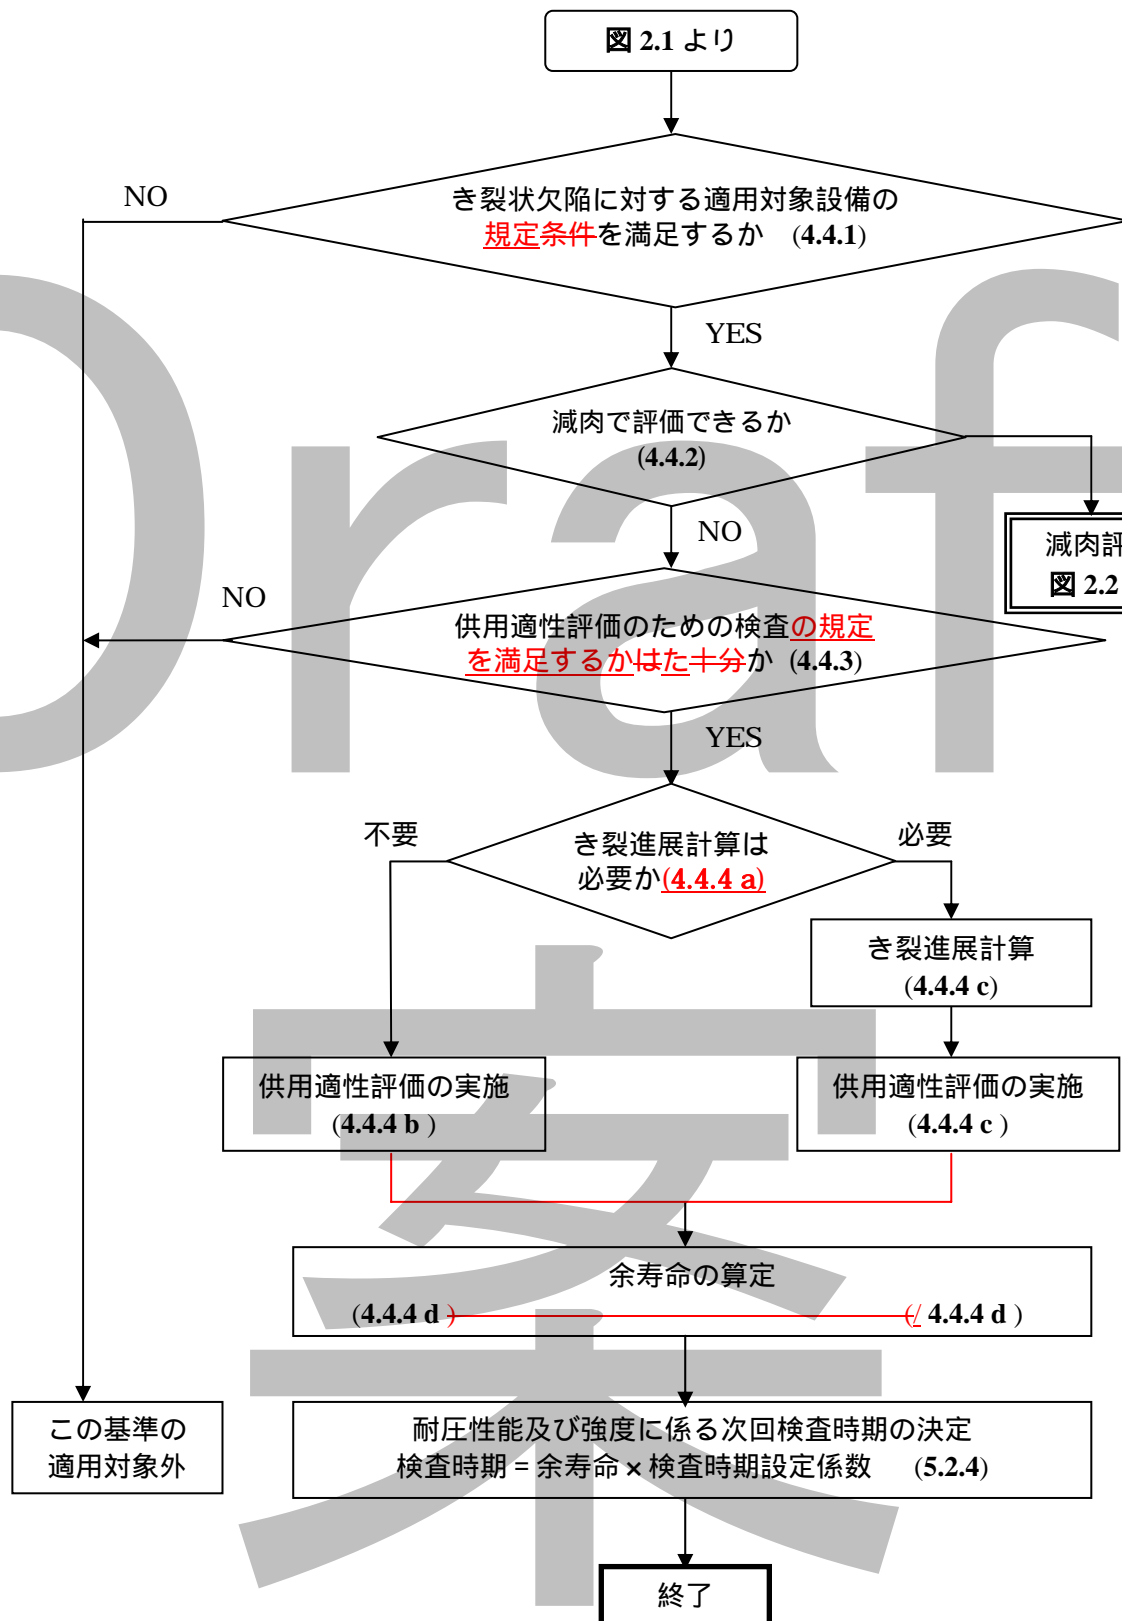 図 2.1 より
NO
き裂状欠陥に対する適用対象設備の
規定条件を満足するか (4.4.1)
YES
減肉で評価できるか
(4.4.2)
NO
減肉評
図 2.2
NO
供用適性評価のための検査の規定
を満足するかはた十分か (4.4.3)
YES
不要
き裂進展計算は
必要か(4.4.4 a)
必要
き裂進展計算
(4.4.4 c)
供用適性評価の実施
(4.4.4 b )
供用適性評価の実施
(4.4.4 c )
余寿命の算定
(4.4.4 d ) (/ 4.4.4 d )
この基準の
適用対象外
耐圧性能及び強度に係る次回検査時期の決定
検査時期 = 余寿命 × 検査時期設定係数 (5.2.4)
終了
Draf
案